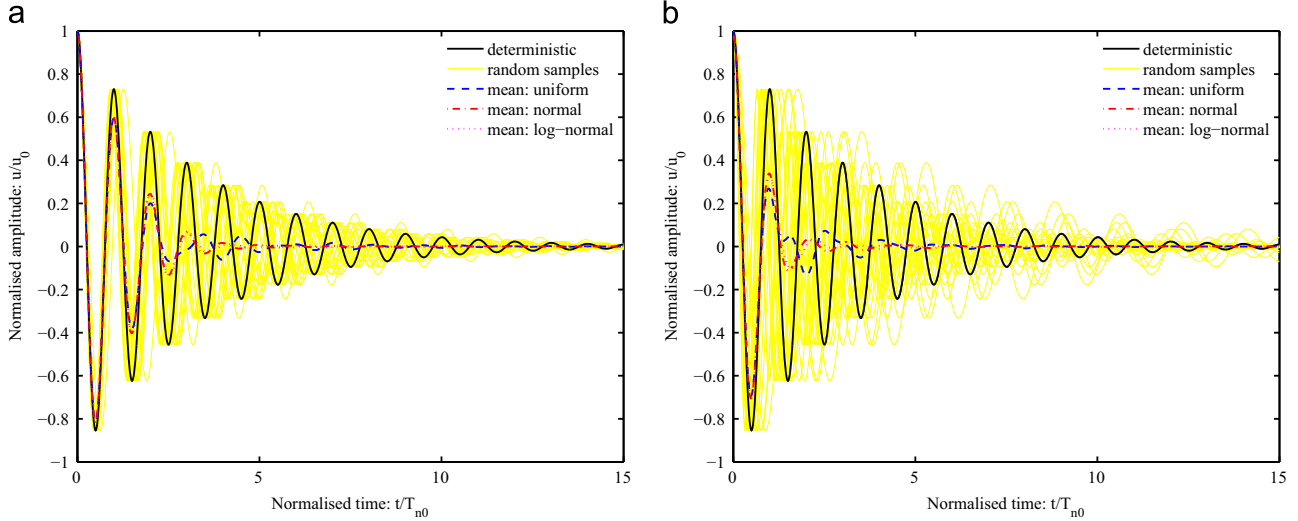 a
1
0.8
0.6
0.4
0.2
0
−0.2
−0.4
−0.6
−0.8
−1
Normalised amplitude: u/u0
deterministic
random samples
mean: uniform
mean: normal
mean: log−normal
0
5
10
15
Normalised time: t/Tn0
b
1
0.8
0.6
0.4
0.2
0
−0.2
−0.4
−0.6
−0.8
−1
Normalised amplitude: u/u0
deterministic
random samples
mean: uniform
mean: normal
mean: log−normal
0
5
10
15
Normalised time: t/Tn0